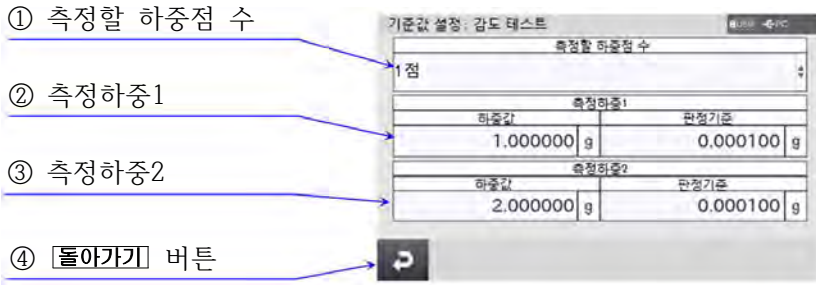 ① 측정할 하중점 수
② 측정하중1
③ 측정하중2
④ 돌아가기 버튼
기준값 설정: 감도 테스트
USB PC
측정할 하중점 수
1점
측정하중1
하중값 판정기준
1.000000 g 0.000100 g
측정하중2
하중값 판정기준
2.000000 g 0.000100 g